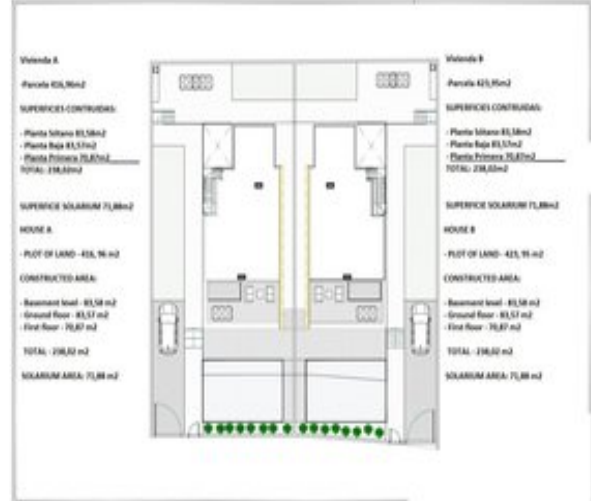 Vivienda A
-Parcela 416,96m2
SUPERFICIES CONTRUIDAS:
- Planta Sótano 83,58m2
- Planta Baja 83,57m2
- Planta Primera 70,87m2
TOTAL: 238,02m2
SUPERFICIE SOLARIUM 71,88m2
HOUSE A
- PLOT OF LAND - 416, 96 m2
CONSTRUCTED AREA:
- Basement level - 83,58 m2
- Ground floor - 83,57 m2
- First floor - 70,87 m2
TOTAL - 238,02 m2
SOLARIUM AREA: 71,88 m2
Vivienda B
-Parcela 423,95m2
SUPERFICIES CONTRUIDAS:
- Planta Sótano 83,58m2
- Planta Baja 83,57m2
- Planta Primera 70,87m2
TOTAL: 238,02m2
SUPERFICIE SOLARIUM 71,88m2
HOUSE B
- PLOT OF LAND - 423, 95 m2
CONSTRUCTED AREA:
- Basement level - 83,58 m2
- Ground floor - 83,57 m2
- First floor - 70,87 m2
TOTAL - 238,02 m2
SOLARIUM AREA: 71,88 m2